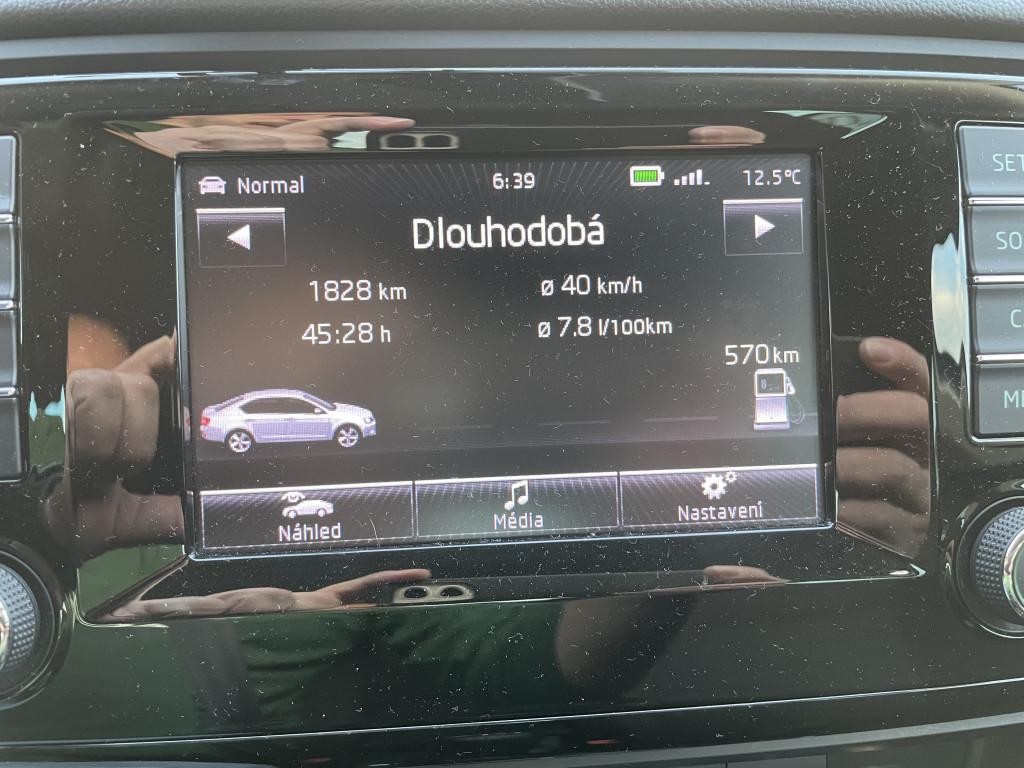 Normal 6:39 12.5°C
Dlouhodobá
1828 km ø 40 km/h
45:28 h ø 7.8 l/100km
570 km
Náhled Média Nastavení